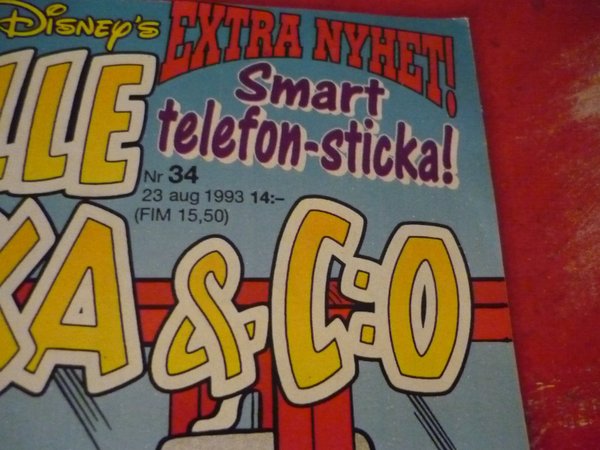 DISNEY'S
EXTRA NYHET!
Smart
telefon-sticka!
LLE
Nr 34
23 aug 1993 14:-
(FIM 15,50)
KA & C:O